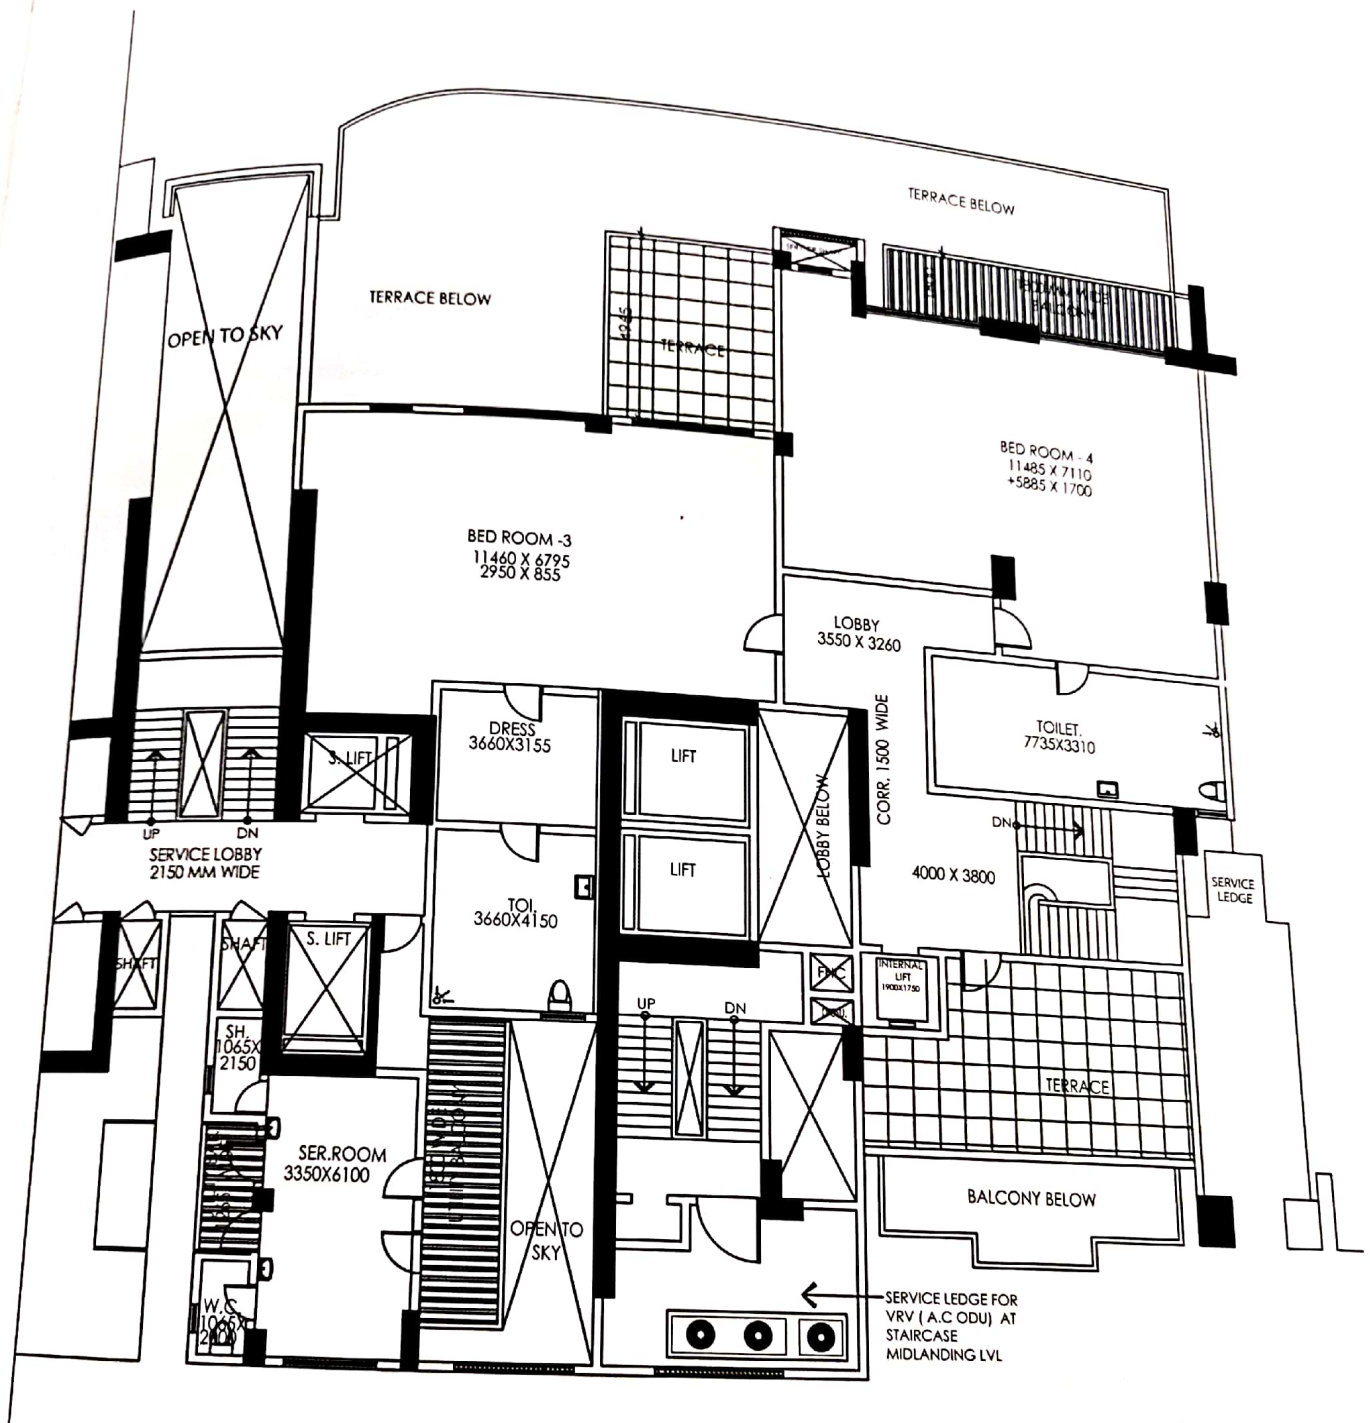 TERRACE BELOW
TERRACE BELOW
OPEN TO SKY
4945
TERRACE
1800MM WIDE
BALCONY
BED ROOM - 4
11485 X 7110
+5885 X 1700
BED ROOM -3
11460 X 6795
2950 X 855
LOBBY
3550 X 3260
CORR. 1500 WIDE
TOILET.
7735X3310
DRESS
3660X3155
S. LIFT
LIFT
LIFT
LOBBY BELOW
UP
DN
SERVICE LOBBY
2150 MM WIDE
DN
4000 X 3800
SERVICE
LEDGE
TOI.
3660X4150
SHAFT
SHAFT
S. LIFT
INTERNAL
LIFT
1900X1750
UP
DN
SH.
1065X
2150
TERRACE
SER.ROOM
3350X6100
UTILITY BALCONY
OPEN TO
SKY
BALCONY BELOW
W.C.
1065X
SERVICE LEDGE FOR
VRV ( A.C ODU) AT
STAIRCASE
MIDLANDING LVL